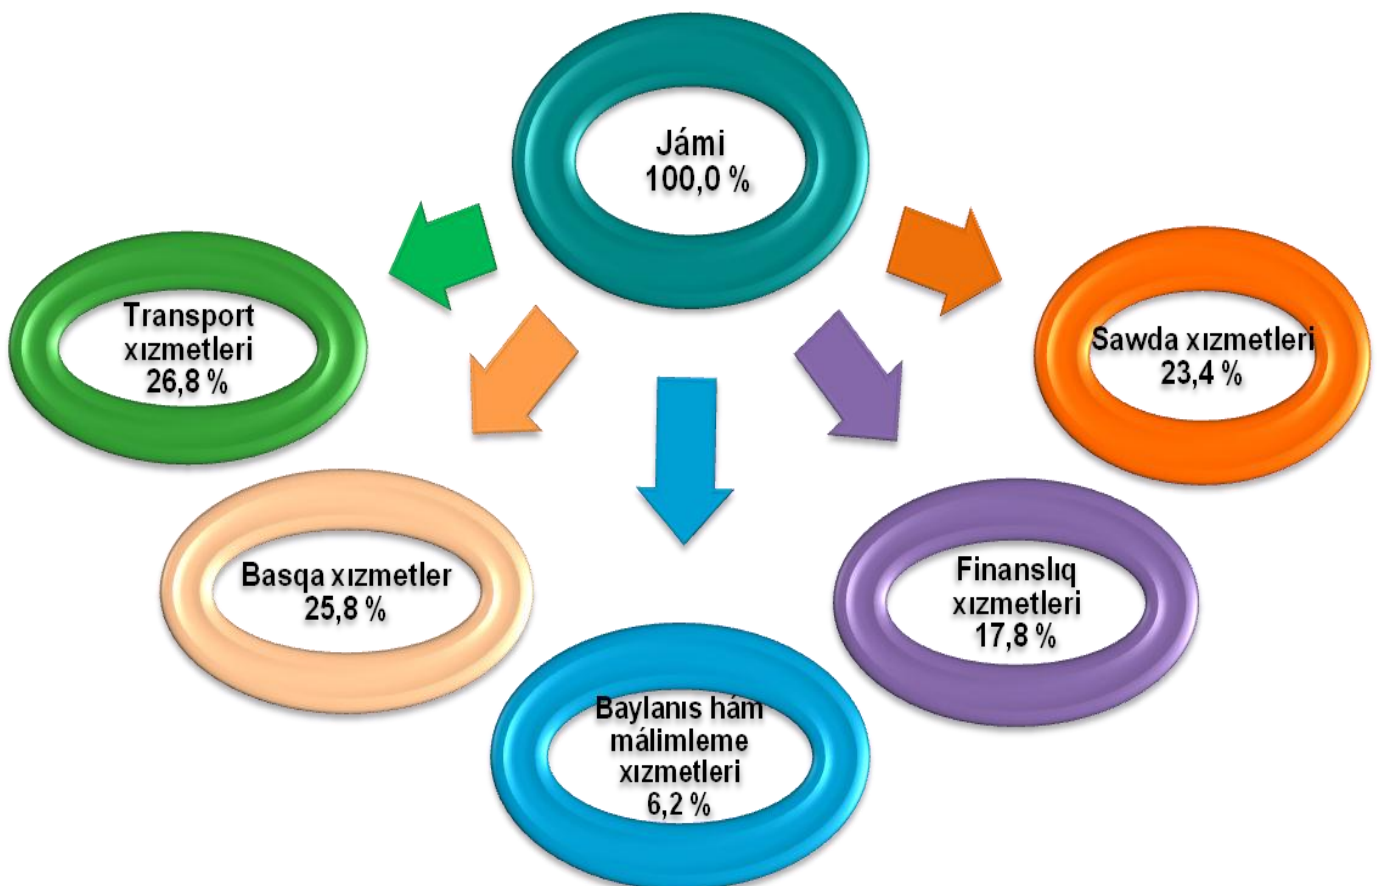 Jámi
100,0 %
Transport
xızmetleri
26,8 %
Sawda xızmetleri
23,4 %
Basqa xızmetler
25,8 %
Finanslıq
xızmetleri
17,8 %
Baylanıs hám
málimleme
xızmetleri
6,2 %